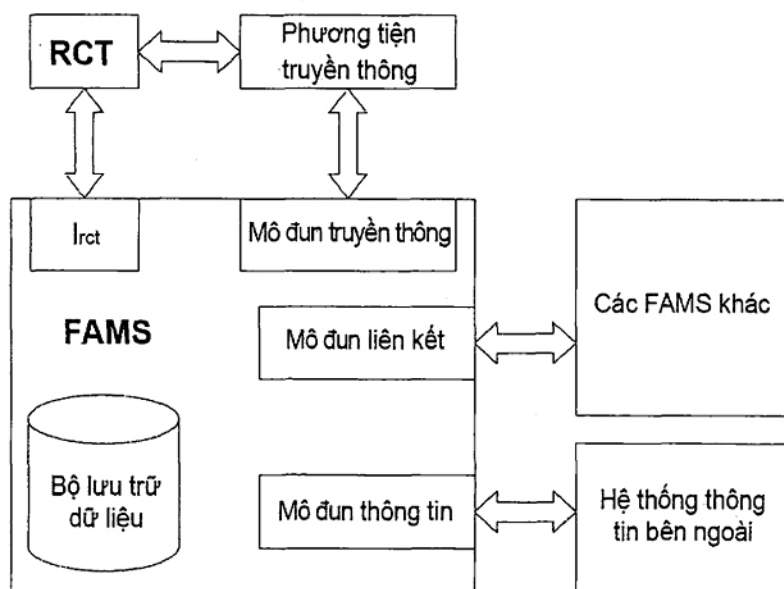 RCT
Phương tiện
truyền thông
Irct
Mô đun truyền thông
FAMS
Mô đun liên kết
Các FAMS khác
Bộ lưu trữ
dữ liệu
Mô đun thông tin
Hệ thống thông
tin bên ngoài